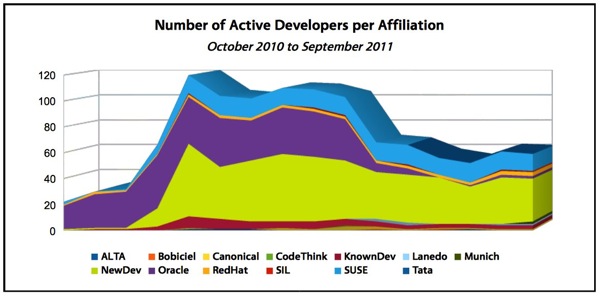 Number of Active Developers per Affiliation
October 2010 to September 2011
120
100
80
60
40
20
0
ALTA Bobiciel Canonical CodeThink KnownDev Lanedo Munich
NewDev Oracle RedHat SIL SUSE Tata